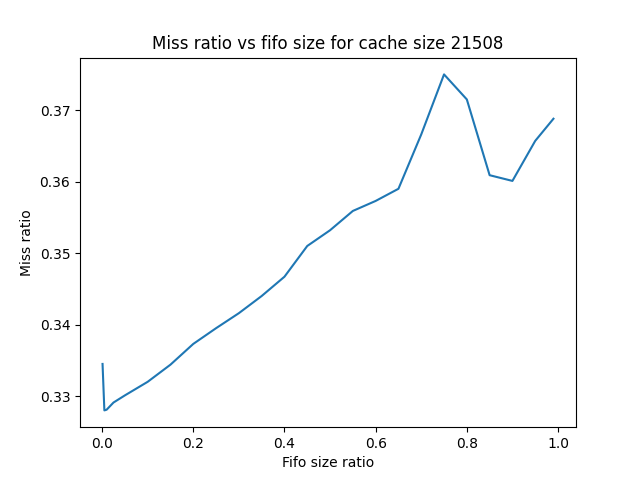 Miss ratio vs fifo size for cache size 21508
0.37
0.36
0.35
0.34
0.33
Miss ratio
0.0 0.2 0.4 0.6 0.8 1.0
Fifo size ratio